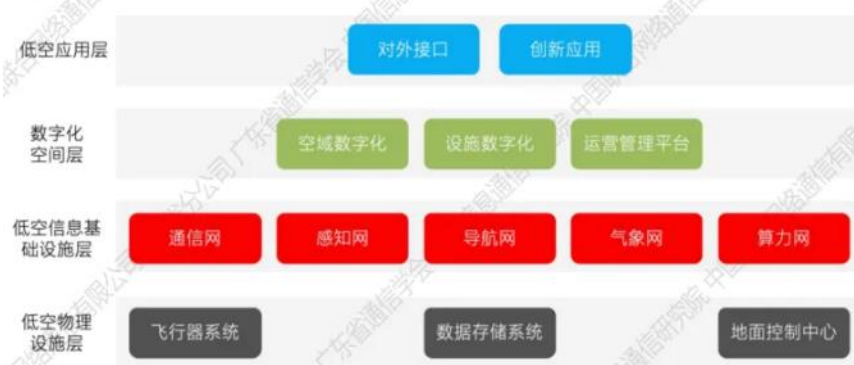 低空应用层
对外接口
创新应用
数字化
空间层
空域数字化
设施数字化
运营管理平台
低空信息基
础设施层
通信网
感知网
导航网
气象网
算力网
低空物理
设施层
飞行器系统
数据存储系统
地面控制中心